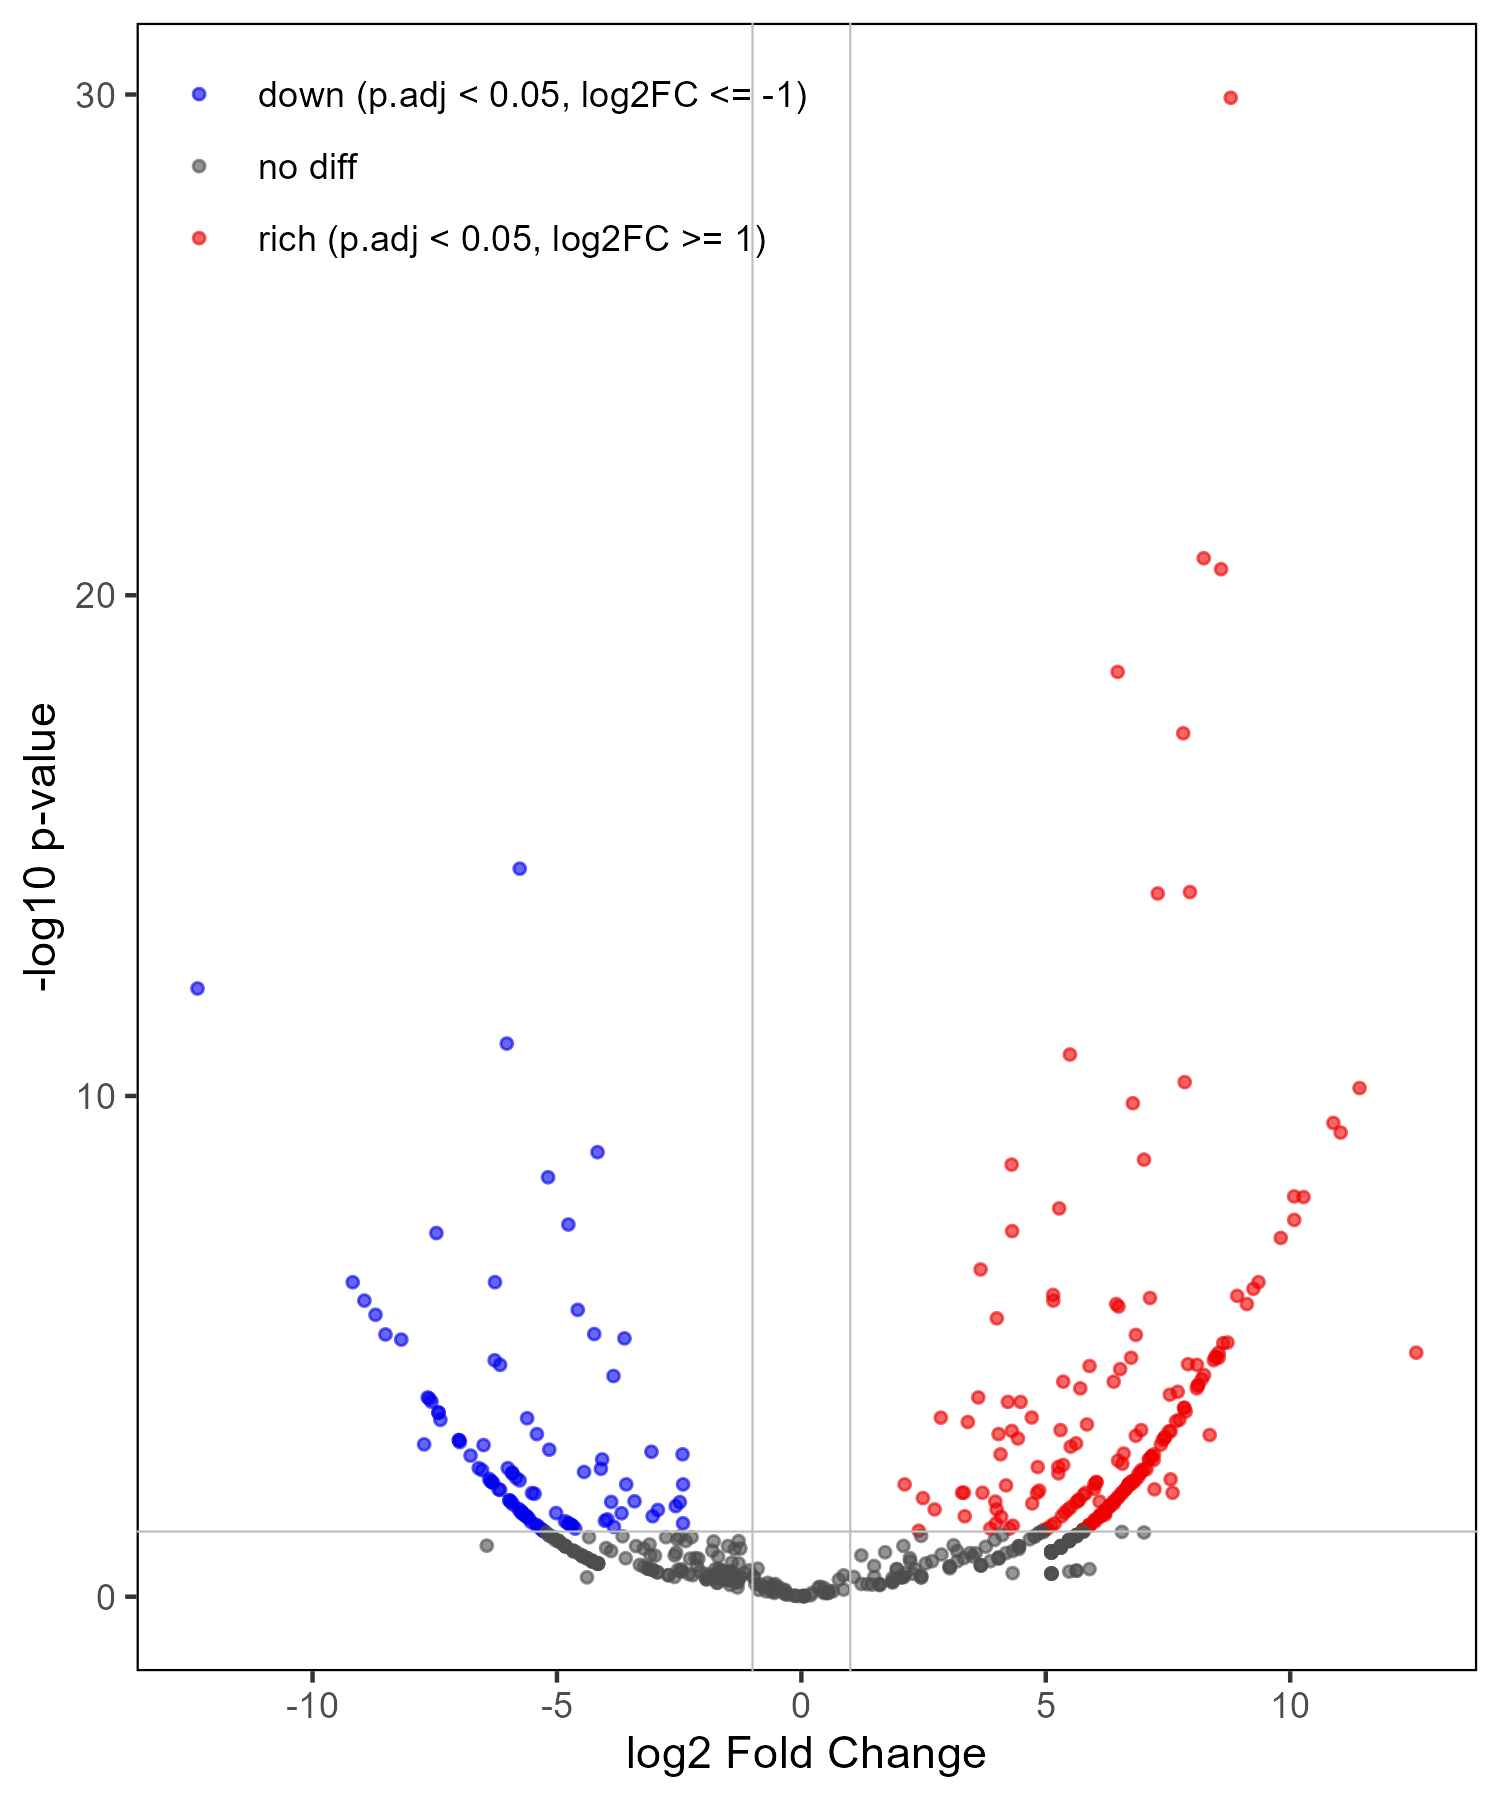 down (p.adj < 0.05, log2FC <= -1)
no diff
rich (p.adj < 0.05, log2FC >= 1)
30
20
10
0
-log10 p-value
-10 -5 0 5 10
log2 Fold Change